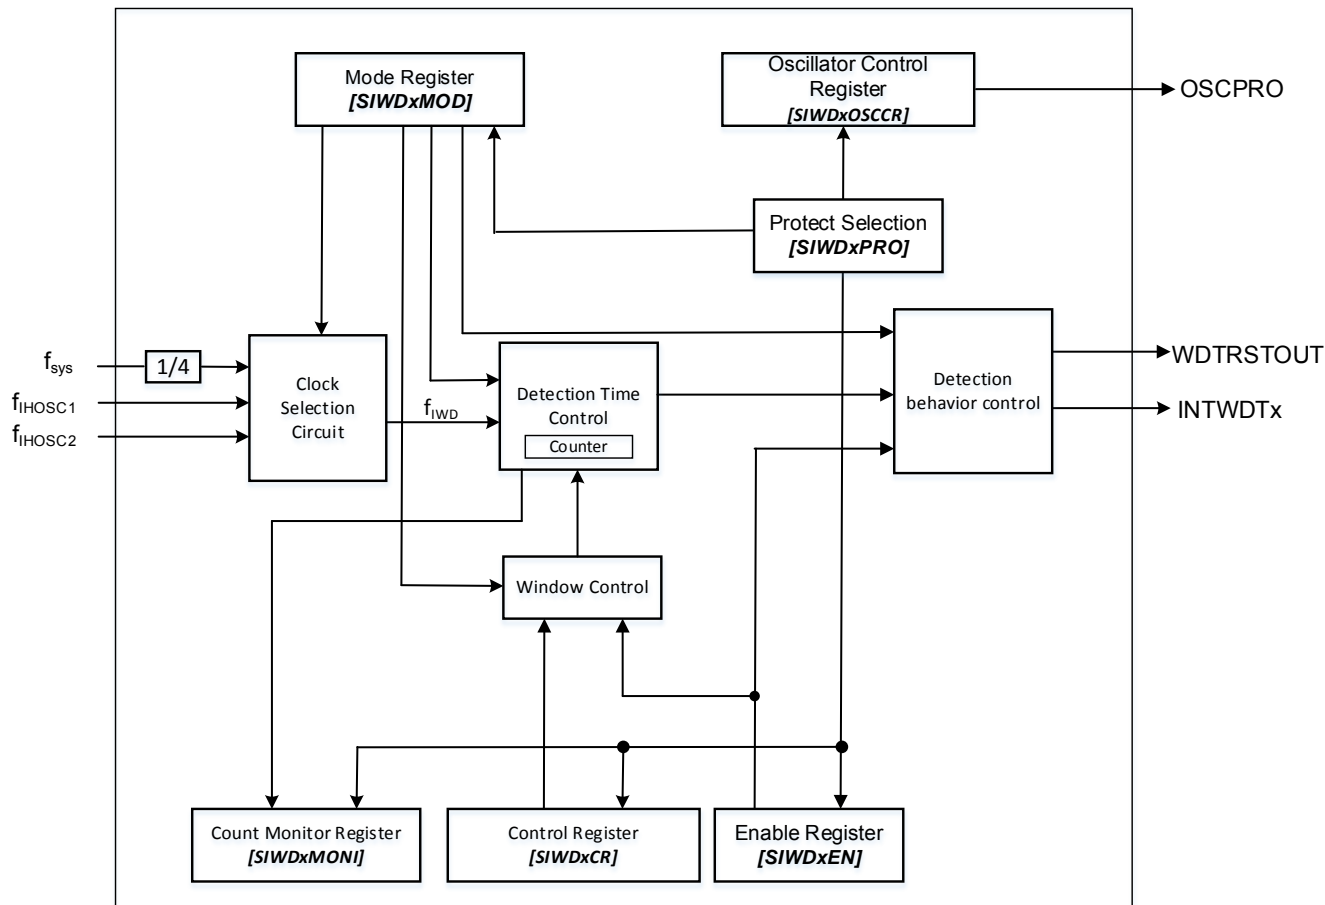 Mode Register
[SIWDxMOD]
Oscillator Control
Register
[SIWDxOSCCR]
OSCPRO
Protect Selection
[SIWDxPRO]
fsys
1/4
fIHOSC1
fIHOSC2
Clock
Selection
Circuit
fIWD
Detection Time
Control
Counter
Detection
behavior control
WDTRSTOUT
INTWDTx
Window Control
Count Monitor Register
[SIWDxMONI]
Control Register
[SIWDxCR]
Enable Register
[SIWDxEN]